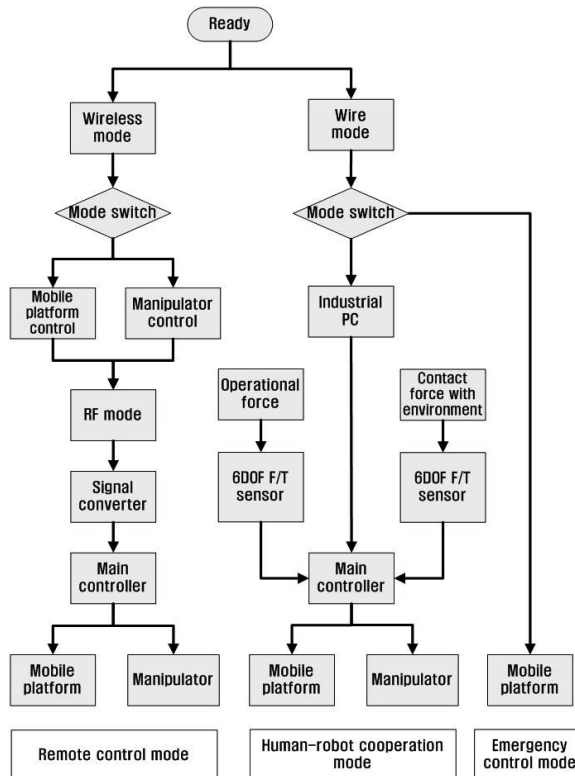 Ready
Wireless
mode
Wire
mode
Mode switch
Mode switch
Mobile
platform
control
Manipulator
control
Industrial
PC
RF mode
Operational
force
Contact
force with
environment
Signal
converter
6DOF F/T
sensor
6DOF F/T
sensor
Main
controller
Main
controller
Mobile
platform
Manipulator
Mobile
platform
Manipulator
Mobile
platform
Remote control mode
Human-robot cooperation
mode
Emergency
control mode